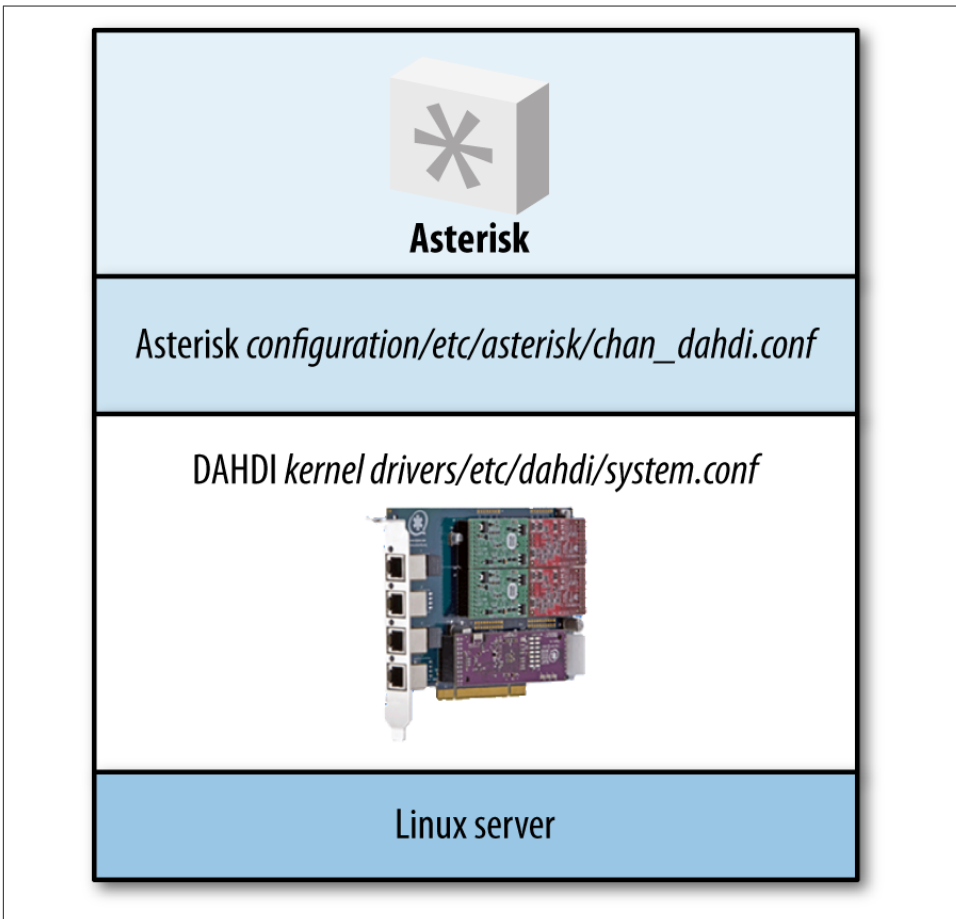 Asterisk
Asterisk configuration/etc/asterisk/chan_dahdi.conf
DAHDI kernel drivers/etc/dahdi/system.conf
Linux server